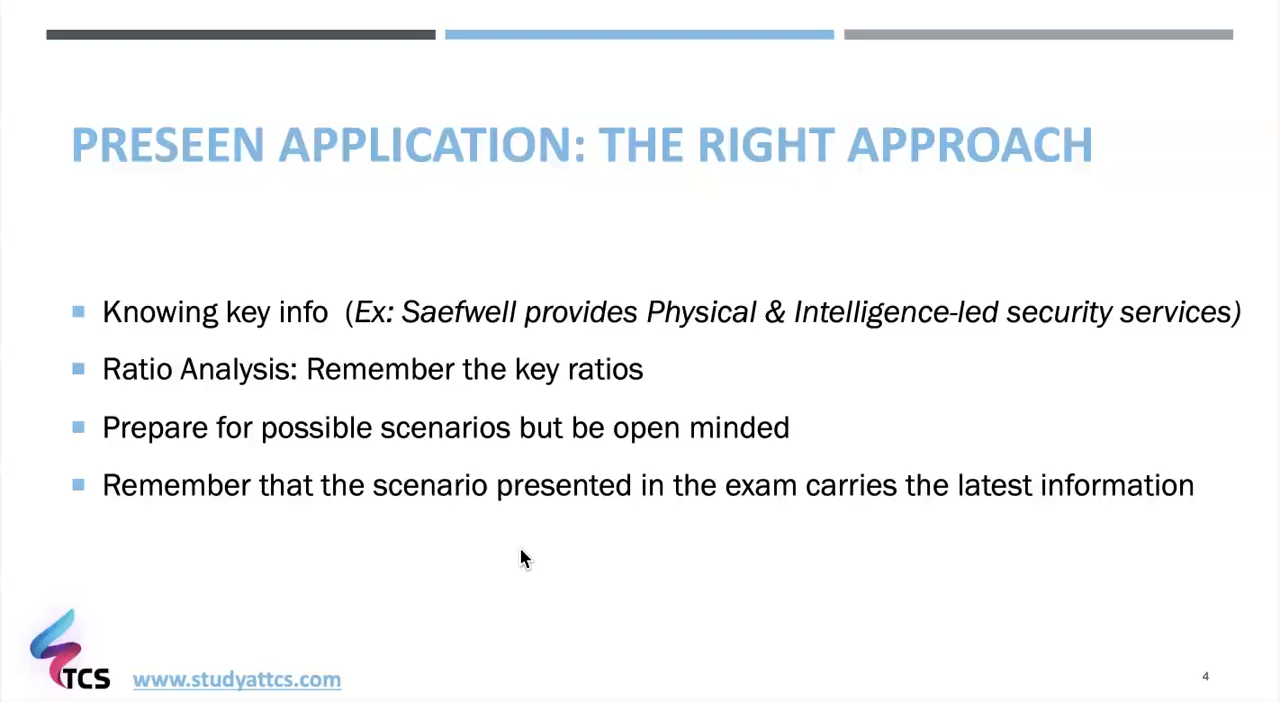 PRESEEN APPLICATION: THE RIGHT APPROACH
Knowing key info (Ex: Saefwell provides Physical & Intelligence-led security services)
Ratio Analysis: Remember the key ratios
Prepare for possible scenarios but be open minded
Remember that the scenario presented in the exam carries the latest information
TCS
www.studyattcs.com
4